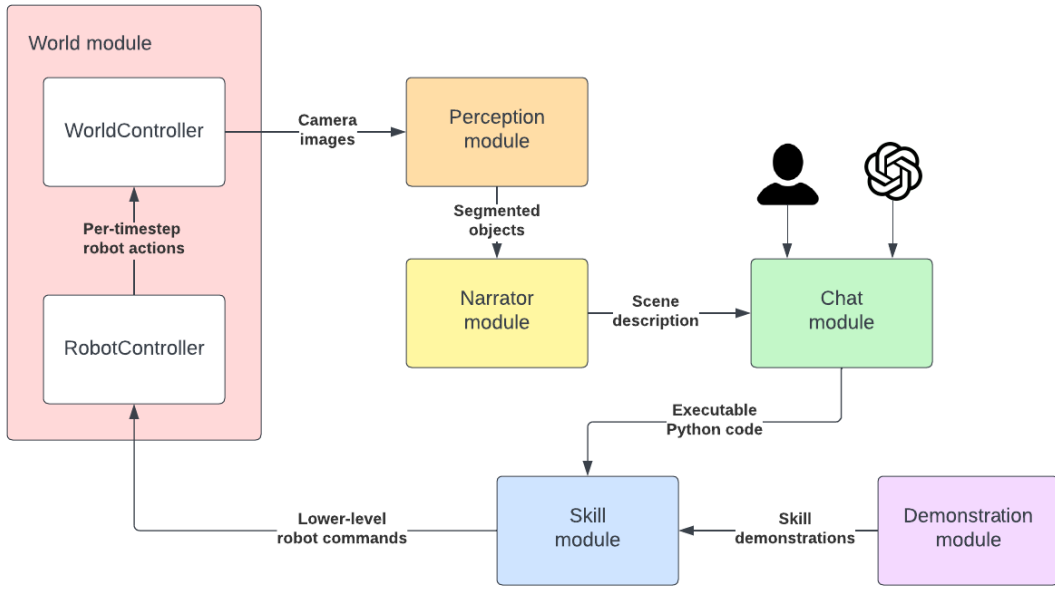 World module
WorldController
Camera
images
Perception
module
Per-timestep
robot actions
Segmented
objects
RobotController
Narrator
module
Scene
description
Chat
module
Executable
Python code
Lower-level
robot commands
Skill
module
Skill
demonstrations
Demonstration
module